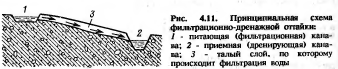 1
3
2
Рис. 4.11. Принципиальная схема
фильтрационно-дренажной оттайки:
1 - питающая (фильтрационная) кана-
ва; 2 - приемная (дренирующая) кана-
ва; 3 - талый слой, по которому
происходит фильтрация воды